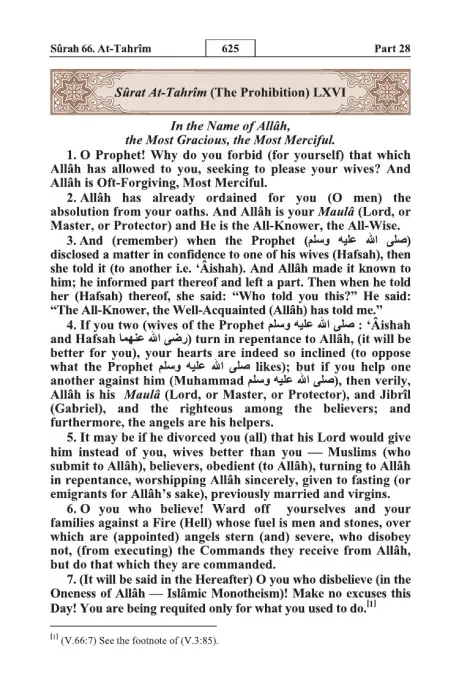 Sûrah 66. At-Tahrîm 625 Part 28
Sûrat At-Tahrîm (The Prohibition) LXVI
In the Name of Allâh,
the Most Gracious, the Most Merciful.
1. O Prophet! Why do you forbid (for yourself) that which
Allâh has allowed to you, seeking to please your wives? And
Allâh is Oft-Forgiving, Most Merciful.
2. Allâh has already ordained for you (O men) the
absolution from your oaths. And Allâh is your Maulâ (Lord, or
Master, or Protector) and He is the All-Knower, the All-Wise.
3. And (remember) when the Prophet (صلى الله عليه وسلم)
disclosed a matter in confidence to one of his wives (Hafsah), then
she told it (to another i.e. ‘Âishah). And Allâh made it known to
him; he informed part thereof and left a part. Then when he told
her (Hafsah) thereof, she said: “Who told you this?” He said:
“The All-Knower, the Well-Acquainted (Allâh) has told me.”
4. If you two (wives of the Prophet صلى الله عليه وسلم : ‘Âishah
and Hafsah رضى الله عنهما) turn in repentance to Allâh, (it will be
better for you), your hearts are indeed so inclined (to oppose
what the Prophet صلى الله عليه وسلم likes); but if you help one
another against him (Muhammad صلى الله عليه وسلم), then verily,
Allâh is his Maulâ (Lord, or Master, or Protector), and Jibrîl
(Gabriel), and the righteous among the believers; and
furthermore, the angels are his helpers.
5. It may be if he divorced you (all) that his Lord would give
him instead of you, wives better than you — Muslims (who
submit to Allâh), believers, obedient (to Allâh), turning to Allâh
in repentance, worshipping Allâh sincerely, given to fasting (or
emigrants for Allâh’s sake), previously married and virgins.
6. O you who believe! Ward off yourselves and your
families against a Fire (Hell) whose fuel is men and stones, over
which are (appointed) angels stern (and) severe, who disobey
not, (from executing) the Commands they receive from Allâh,
but do that which they are commanded.
7. (It will be said in the Hereafter) O you who disbelieve (in the
Oneness of Allâh — Islâmic Monotheism)! Make no excuses this
Day! You are being requited only for what you used to do.[1]
[1] (V.66:7) See the footnote of (V.3:85).